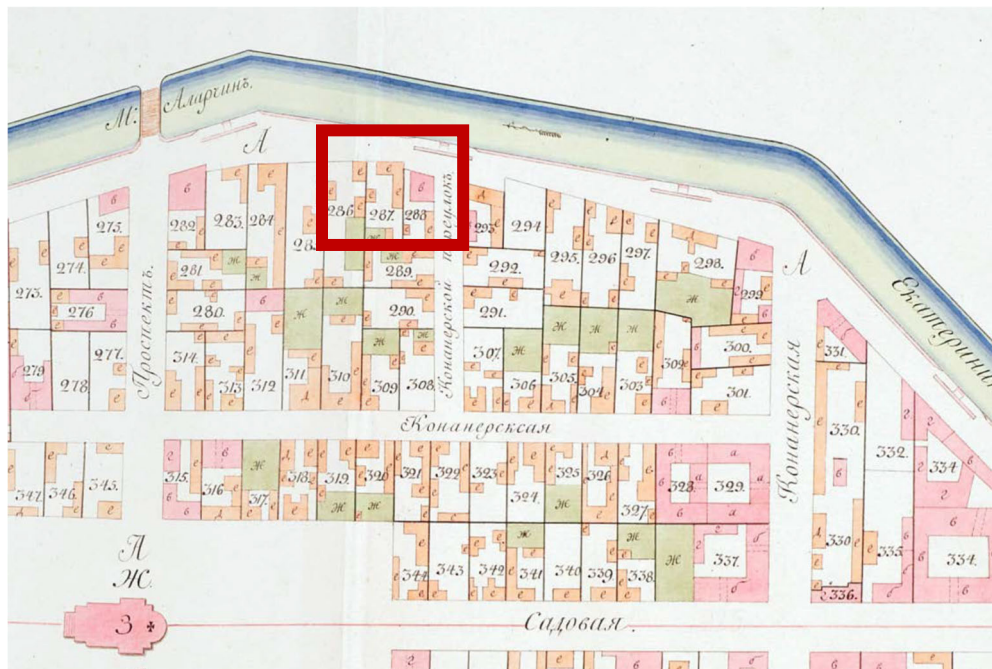 М: Аларчинъ.
А
Екатеринин
А
Проспектъ.
Конанерской
переулокъ.
275. 282 283. 284 286. 287. 288 293. 294
274. 281. 289. 292. 295. 296 297. 298.
273. 276 280. 290. 291. 299
277. 314. 307. 302 300. 331.
279 278 313 312 311 310 309 308. 306 305 304 303 301.
Конанерская
Конанерксая
330. 332.
315. 316 317. 318. 319. 320 321 322. 323 324. 325 326. 327. 328. 329. 334
347. 346. 345.
344 343 342 341 340 339. 338. 337. 330 335. 334.
336.
П
Ж.
З
Садовая.